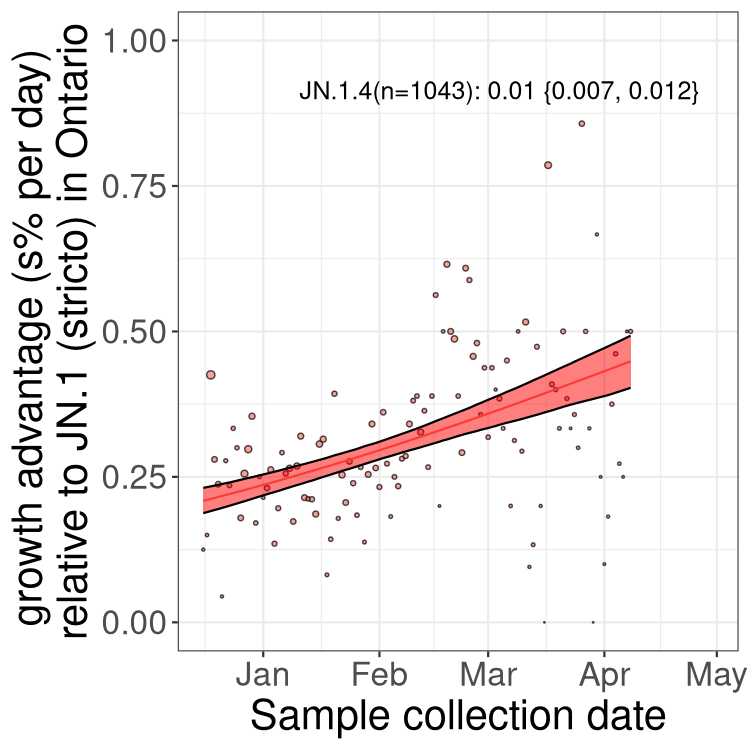 growth advantage (s% per day)
relative to JN.1 (stricto) in Ontario
1.00
0.75
0.50
0.25
0.00
JN.1.4(n=1043): 0.01 {0.007, 0.012}
Jan Feb Mar Apr May
Sample collection date